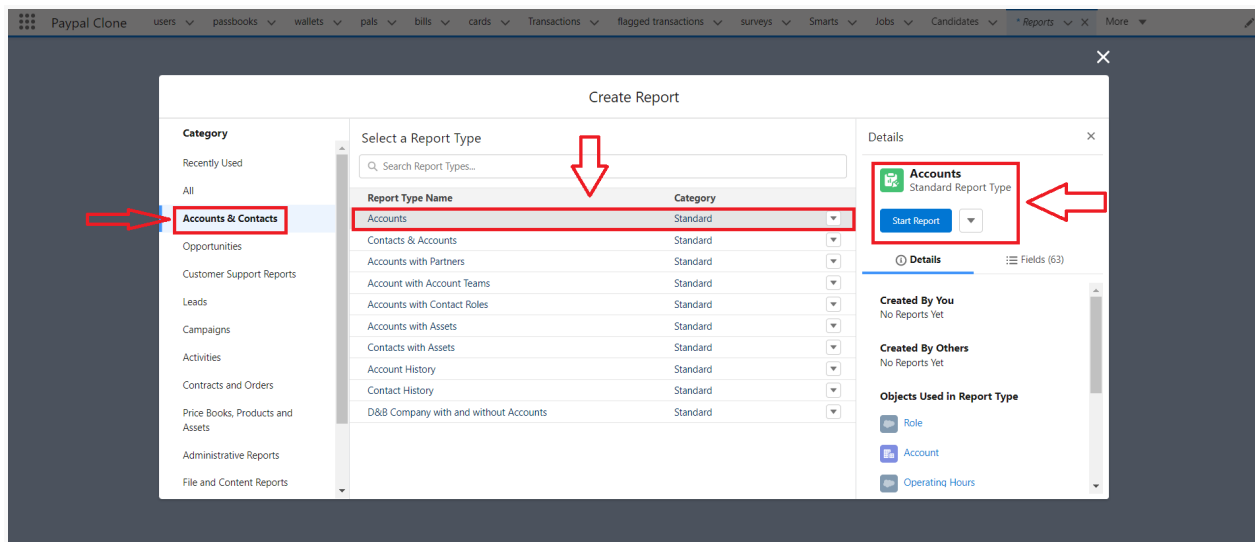 Paypal Clone users passbooks wallets pals bills cards Transactions flagged transactions surveys Smarts Jobs Candidates * Reports More
Create Report
Category
Recently Used
All
Accounts & Contacts
Opportunities
Customer Support Reports
Leads
Campaigns
Activities
Contracts and Orders
Price Books, Products and
Assets
Administrative Reports
File and Content Reports
Select a Report Type
Search Report Types...
Report Type Name Category
Accounts Standard
Contacts & Accounts Standard
Accounts with Partners Standard
Account with Account Teams Standard
Accounts with Contact Roles Standard
Accounts with Assets Standard
Contacts with Assets Standard
Account History Standard
Contact History Standard
D&B Company with and without Accounts Standard
Details
Accounts
Standard Report Type
Start Report
Details Fields (63)
Created By You
No Reports Yet
Created By Others
No Reports Yet
Objects Used in Report Type
Role
Account
Operating Hours